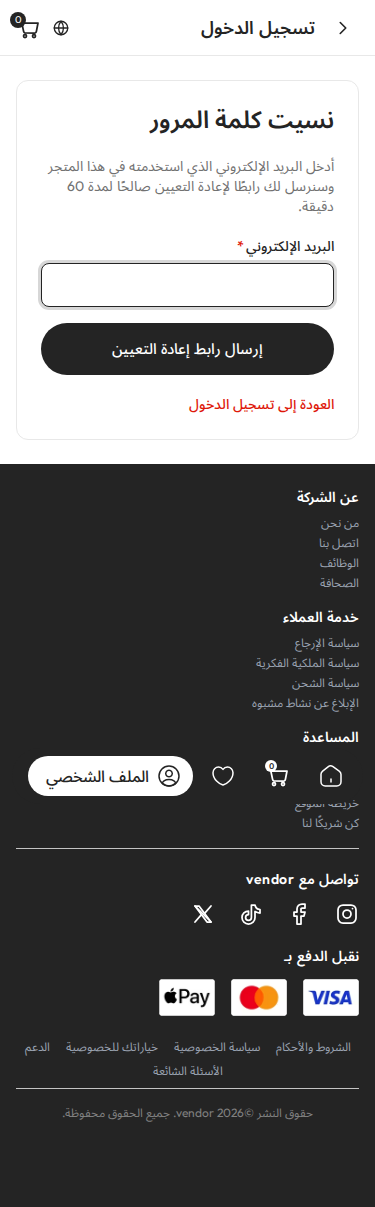 تسجيل الدخول
0
نسيت كلمة المرور
أدخل البريد الإلكتروني الذي استخدمته في هذا المتجر
وسنرسل لك رابطًا لإعادة التعيين صالحًا لمدة 60
دقيقة.
البريد الإلكتروني *
إرسال رابط إعادة التعيين
العودة إلى تسجيل الدخول
عن الشركة
من نحن
اتصل بنا
الوظائف
الصحافة
خدمة العملاء
سياسة الإرجاع
سياسة الملكية الفكرية
سياسة الشحن
الإبلاغ عن نشاط مشبوه
المساعدة
0
الملف الشخصي
خريطة الموقع
كن شريكًا لنا
تواصل مع vendor
نقبل الدفع بـ
VISA
Pay
الشروط والأحكام سياسة الخصوصية خياراتك للخصوصية الدعم
الأسئلة الشائعة
حقوق النشر ©2026 vendor. جميع الحقوق محفوظة.